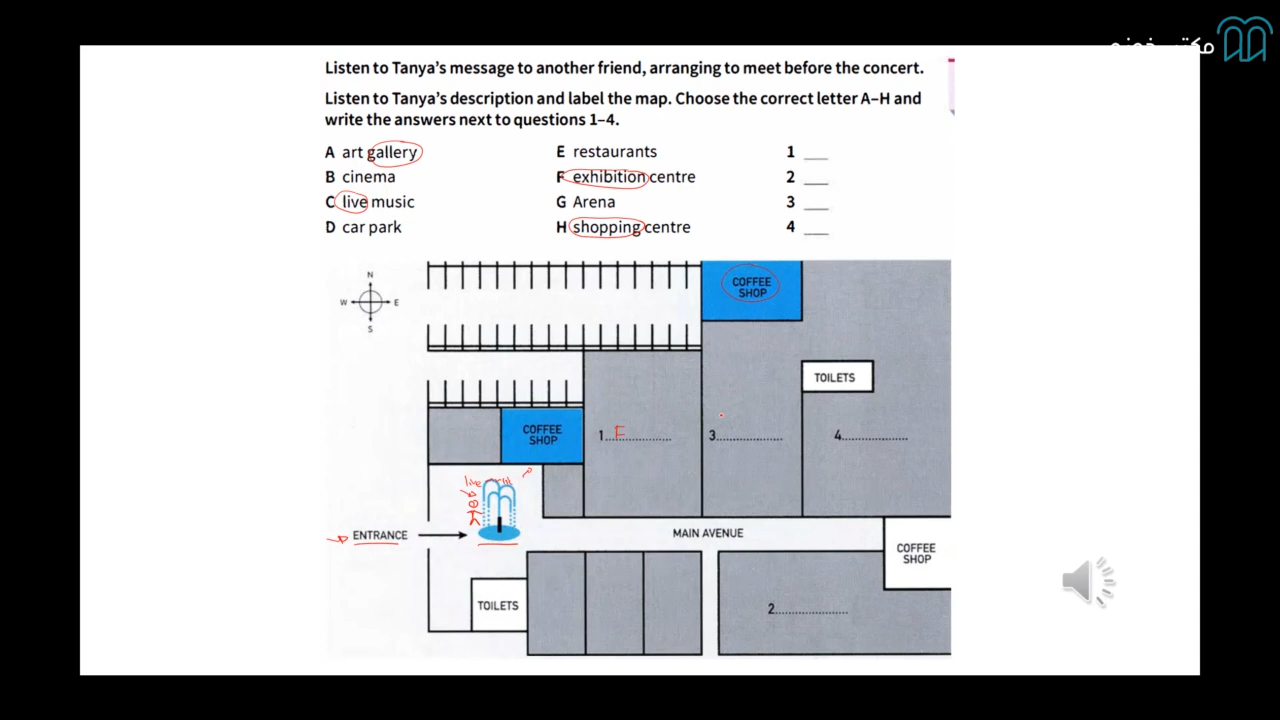 Listen to Tanya's message to another friend, arranging to meet before the concert.
Listen to Tanya's description and label the map. Choose the correct letter A–H and
write the answers next to questions 1–4.
A art gallery
B cinema
C live music
D car park
E restaurants
F exhibition centre
G Arena
H shopping centre
1 ___
2 ___
3 ___
4 ___
N
W E
S
COFFEE
SHOP
TOILETS
COFFEE
SHOP
1 F
3
4
ENTRANCE
MAIN AVENUE
COFFEE
SHOP
TOILETS
2